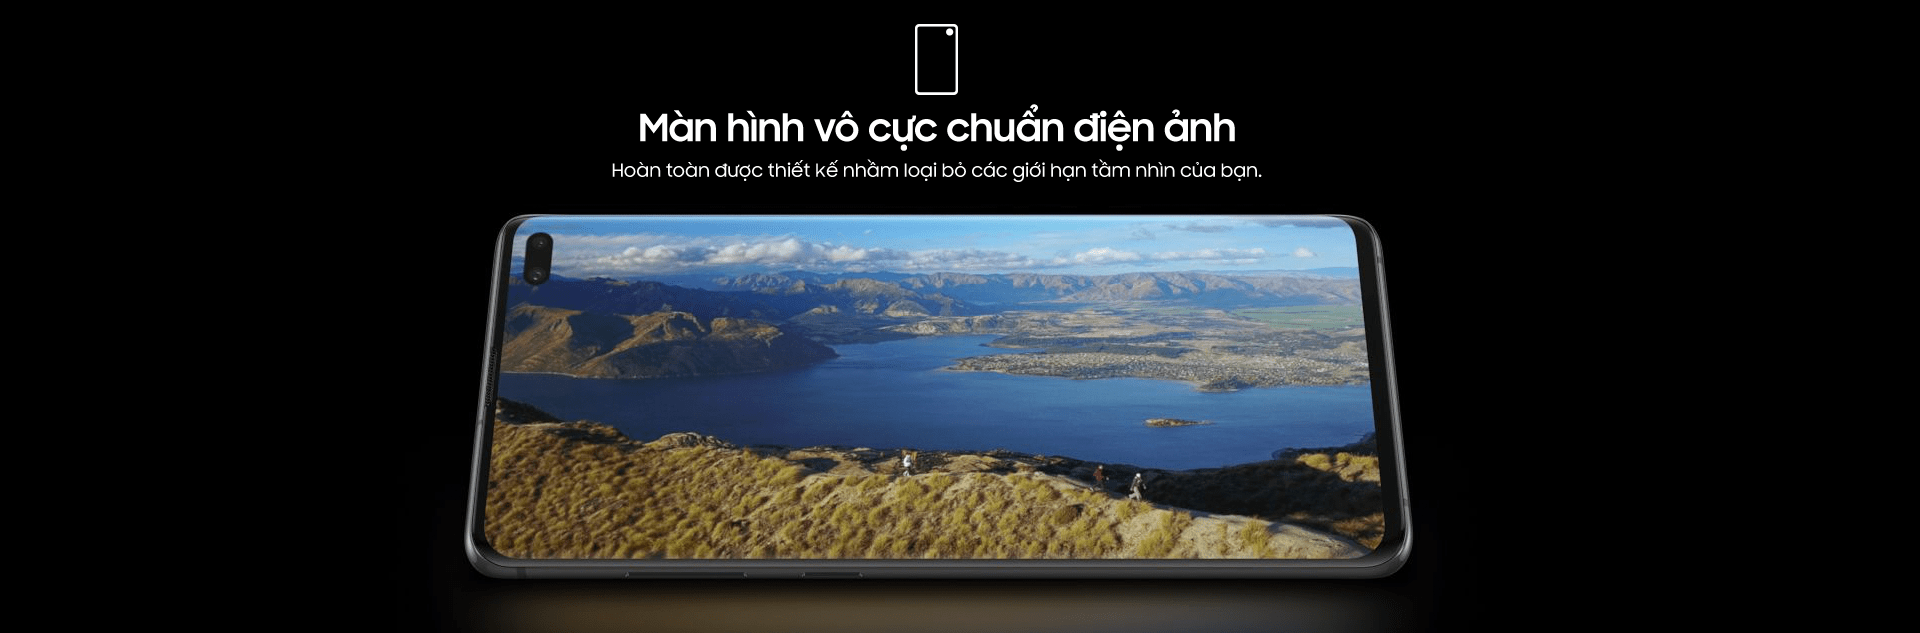 Màn hình vô cực chuẩn điện ảnh
Hoàn toàn được thiết kế nhầm loại bỏ các giới hạn tầm nhìn của bạn.